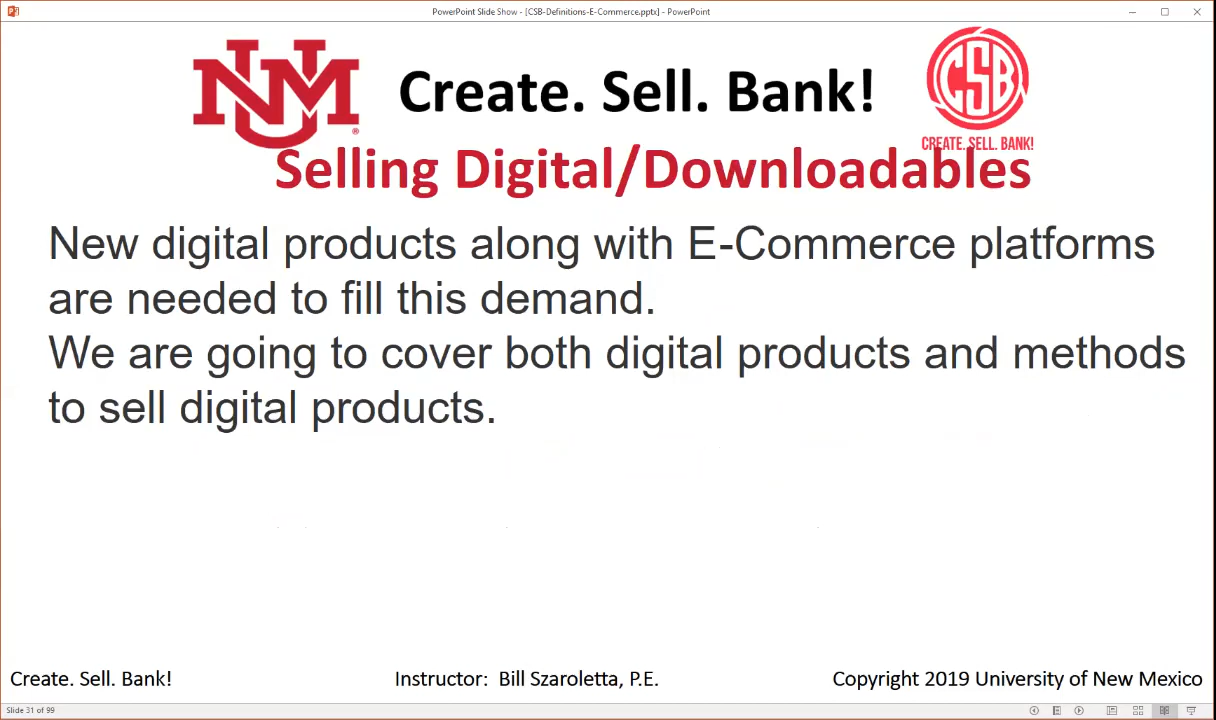 PowerPoint Slide Show - [CSB-Definitions-E-Commerce.pptx] - PowerPoint
UNM
®
Create. Sell. Bank!
CSB
CREATE. SELL. BANK!
Selling Digital/Downloadables
New digital products along with E-Commerce platforms
are needed to fill this demand.
We are going to cover both digital products and methods
to sell digital products.
Create. Sell. Bank!
Instructor: Bill Szaroletta, P.E.
Copyright 2019 University of New Mexico
Slide 31 of 99